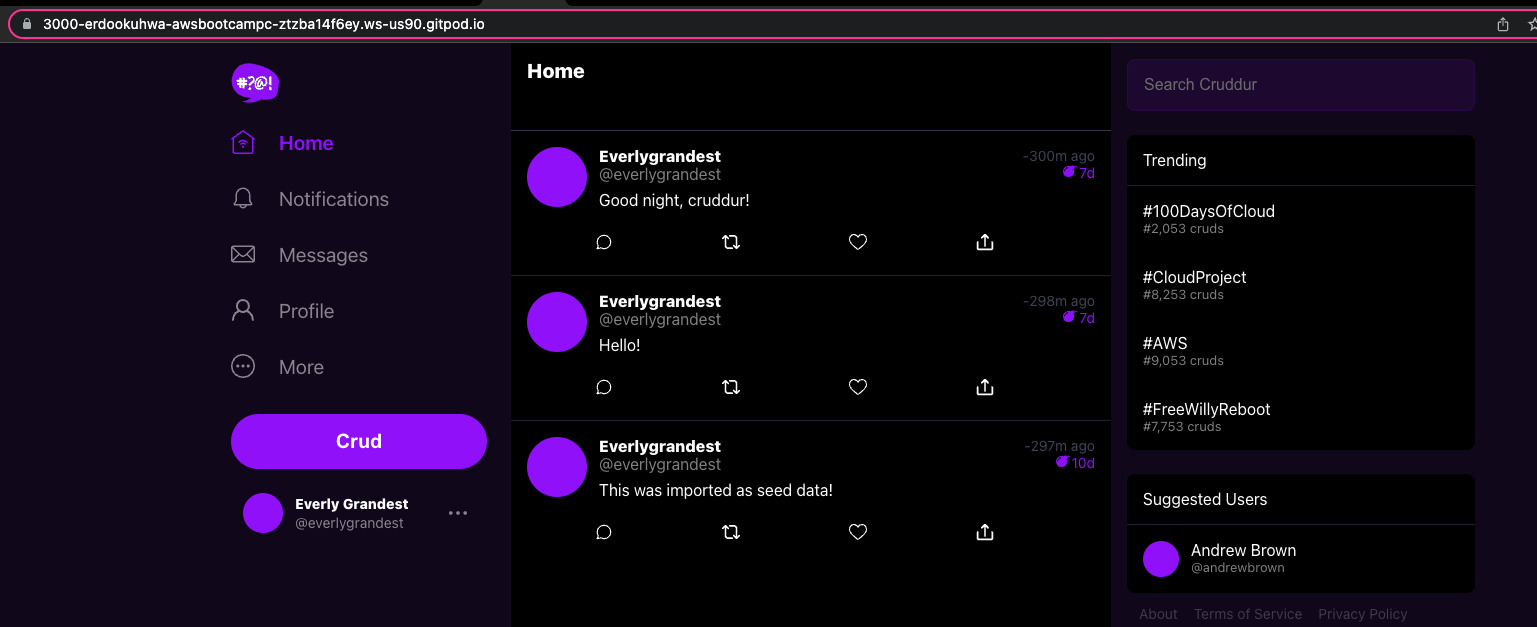 3000-erdookuhwa-awsbootcampc-ztzba14f6ey.ws-us90.gitpod.io
#?@!
Home
Notifications
Messages
Profile
More
Crud
Everly Grandest
@everlygrandest
Home
Everlygrandest
-300m ago
@everlygrandest
7d
Good night, cruddur!
Everlygrandest
-298m ago
@everlygrandest
7d
Hello!
Everlygrandest
-297m ago
@everlygrandest
10d
This was imported as seed data!
Search Cruddur
Trending
#100DaysOfCloud
#2,053 cruds
#CloudProject
#8,253 cruds
#AWS
#9,053 cruds
#FreeWillyReboot
#7,753 cruds
Suggested Users
Andrew Brown
@andrewbrown
About Terms of Service Privacy Policy